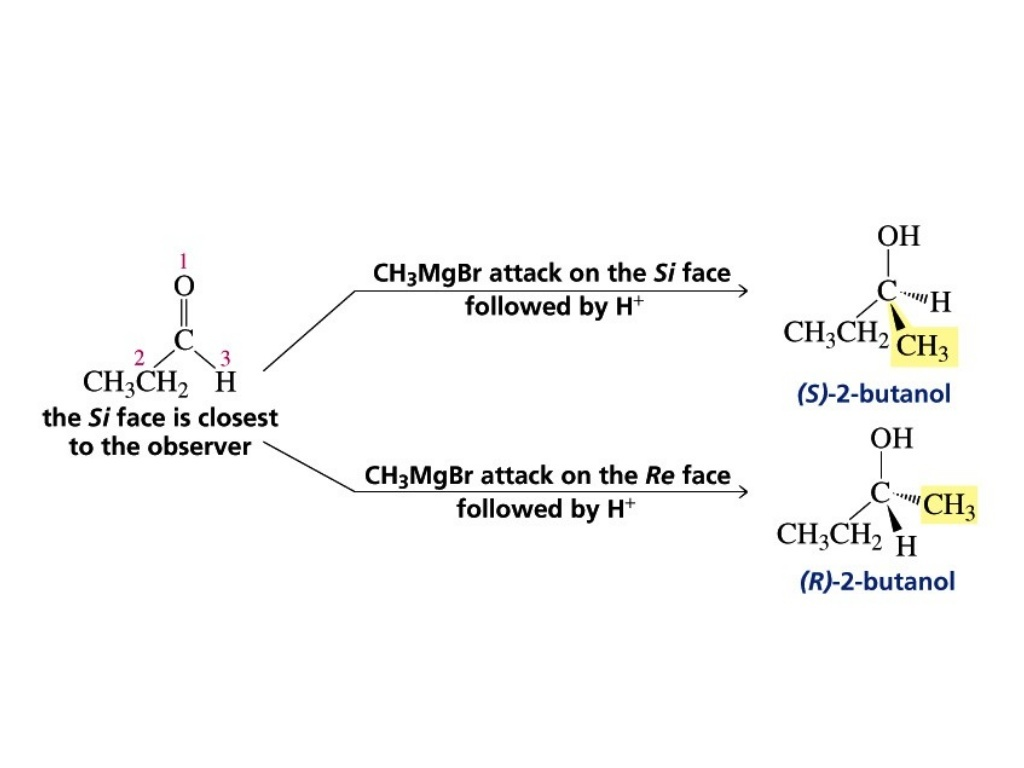 1
O
C
2 3
CH₃CH₂ H
the Si face is closest
to the observer
CH₃MgBr attack on the Si face
followed by H⁺
OH
C H
CH₃CH₂ CH₃
(S)-2-butanol
CH₃MgBr attack on the Re face
followed by H⁺
OH
C CH₃
CH₃CH₂ H
(R)-2-butanol